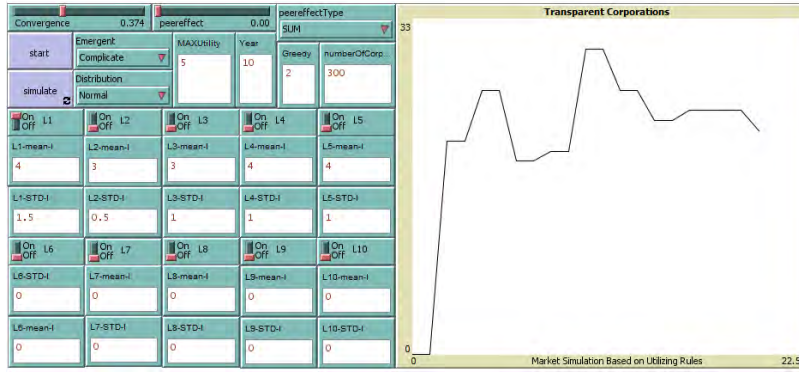 Convergence 0.374 peereffect 0.00 peereffectType
SUM
start Emergent
Complicate
MAXUtility
5
Year
10
Greedy
2
numberOfCorp...
300
simulate Distribution
Normal
On Off L1 On Off L2 On Off L3 On Off L4 On Off L5
L1-mean-I L2-mean-I L3-mean-I L4-mean-I L5-mean-I
4 3 3 4 4
L1-STD-I L2-STD-I L3-STD-I L4-STD-I L5-STD-I
1.5 0.5 1 1 1
On Off L6 On Off L7 On Off L8 On Off L9 On Off L10
L6-STD-I L7-mean-I L8-mean-I L9-mean-I L10-mean-I
0 0 0 0 0
L6-mean-I L7-STD-I L8-STD-I L9-STD-I L10-STD-I
0 0 0 0 0
Transparent Corporations
33
0
0 Market Simulation Based on Utilizing Rules 22.5